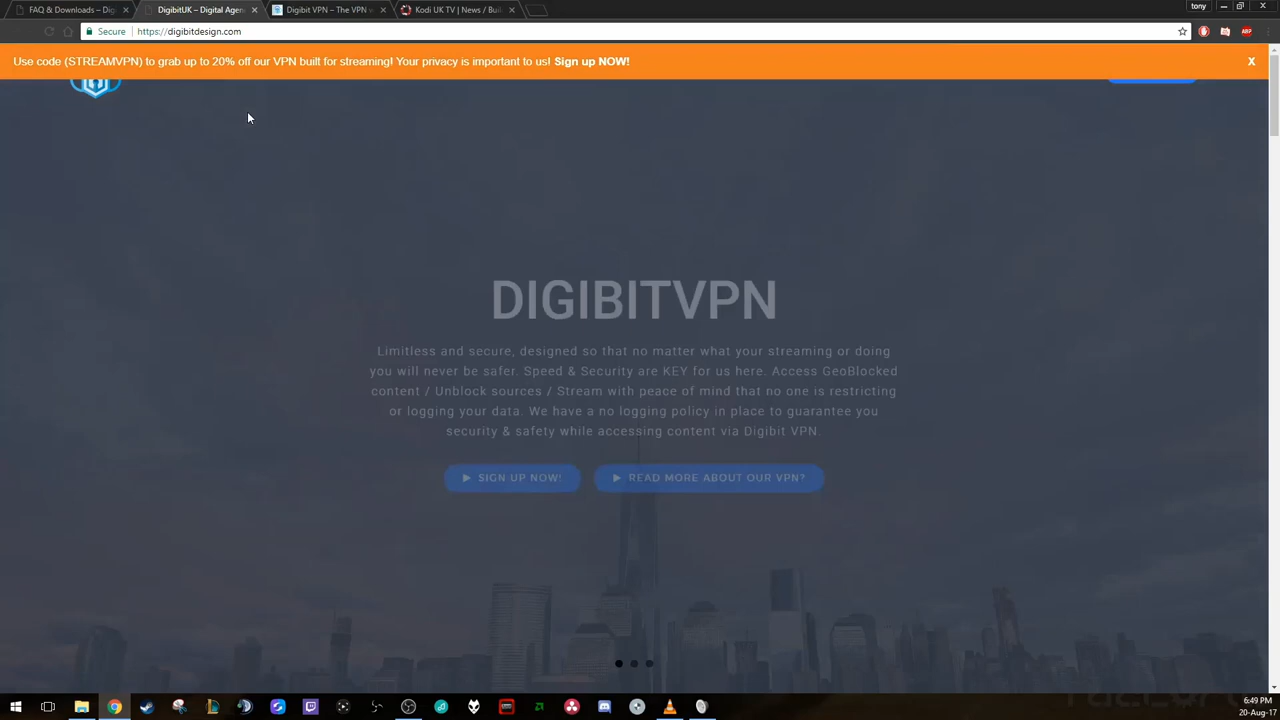 FAQ & Downloads – Dig
DigibitUK – Digital Agen
Digibit VPN – The VPN
Kodi UK TV | News / Bui
tony
Secure
https://digibitdesign.com
Use code (STREAMVPN) to grab up to 20% off our VPN built for streaming! Your privacy is important to us! Sign up NOW!
X
DIGIBITVPN
Limitless and secure, designed so that no matter what your streaming or doing
you will never be safer. Speed & Security are KEY for us here. Access GeoBlocked
content / Unblock sources / Stream with peace of mind that no one is restricting
or logging your data. We have a no logging policy in place to guarantee you
security & safety while accessing content via Digibit VPN.
SIGN UP NOW!
READ MORE ABOUT OUR VPN?
6:49 PM
20-Aug-17